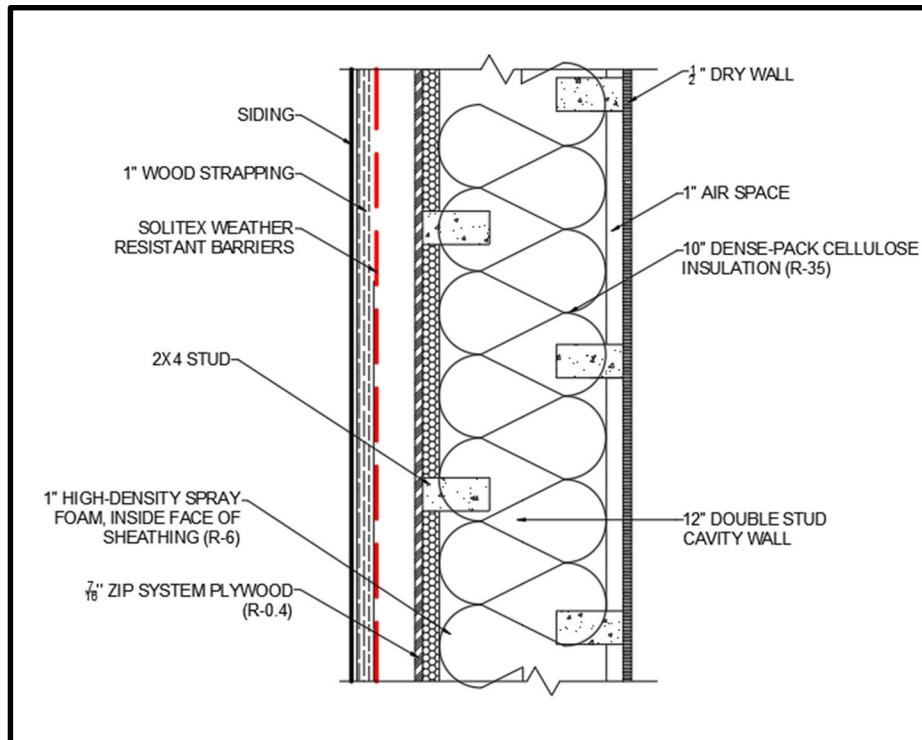 SIDING
1" WOOD STRAPPING
SOLITEX WEATHER
RESISTANT BARRIERS
2X4 STUD
1" HIGH-DENSITY SPRAY
FOAM, INSIDE FACE OF
SHEATHING (R-6)
7/16" ZIP SYSTEM PLYWOOD
(R-0.4)
1/2" DRY WALL
1" AIR SPACE
10" DENSE-PACK CELLULOSE
INSULATION (R-35)
12" DOUBLE STUD
CAVITY WALL